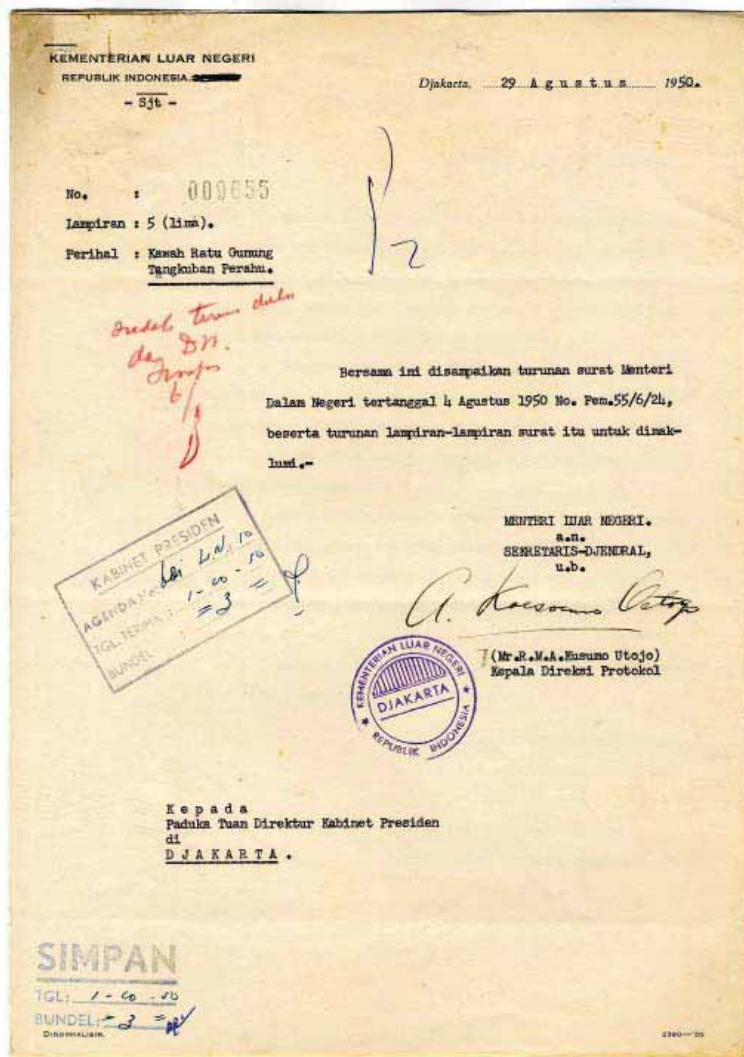 KEMENTERIAN LUAR NEGERI
REPUBLIK INDONESIA
- Sjt -
Djakarta, 29 Agustus 1950.
No. : 009655
Lampiran : 5 (lima).
Perihal : Kawah Ratu Gunung
Tangkuban Perahu.
Bersama ini disampaikan turunan surat Menteri
Dalam Negeri tertanggal 4 Agustus 1950 No. Pem.55/6/24,
beserta turunan lampiran-lampiran surat itu untuk dimak-
lumi.-
MENTERI LUAR NEGERI.
a.n.
SEKRETARIS-DJENDRAL,
u.b.
(Mr.R.M.A.Kusumo Utojo)
Kepala Direksi Protokol
KABINET PRESIDEN
AGENDA No.
TGL. TERIMA :
BUNDEL : =3=
KEMENTERIAN LUAR NEGERI
DJAKARTA
REPUBLIK INDONESIA
Kepada
Paduka Tuan Direktur Kabinet Presiden
di
DJAKARTA.
SIMPAN
TGL:
BUNDEL: = 3 =
DINORMALISIR.
2390—'50